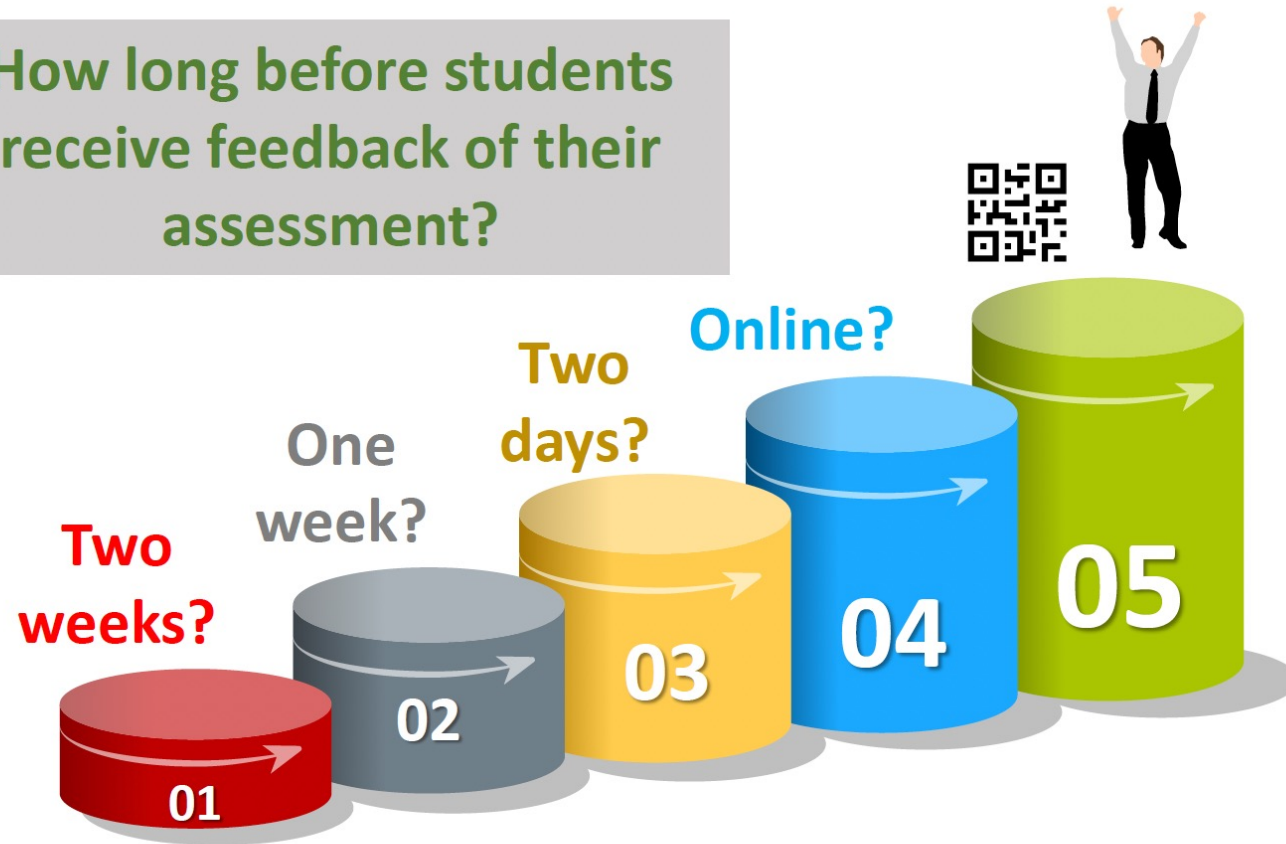 How long before students
receive feedback of their
assessment?
Online?
Two
days?
One
week?
Two
weeks?
01
02
03
04
05